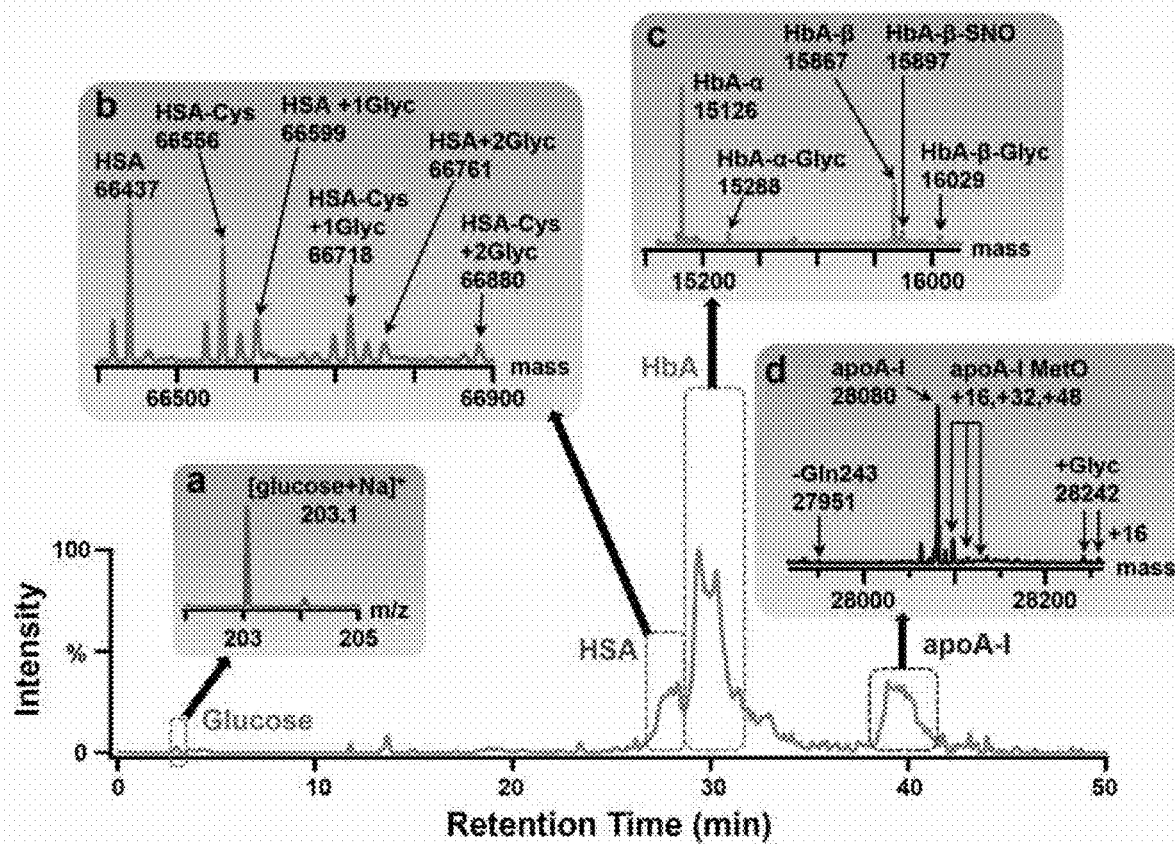 b
HSA
66437
HSA-Cys
66556
HSA +1Glyc
66599
HSA-Cys
+1Glyc
66718
HSA+2Glyc
66761
HSA-Cys
+2Glyc
66880
mass
66500
66900
c
HbA-α
15126
HbA-α-Glyc
15288
HbA-β
15867
HbA-β-SNO
15897
HbA-β-Glyc
16029
mass
15200
16000
a
[glucose+Na]⁺
203.1
m/z
203
205
d
-Gln243
27951
apoA-I
28080
apoA-I MetO
+16,+32,+48
+Glyc
28242
+16
mass
28000
28200
Glucose
HSA
HbA
apoA-I
Intensity
100
%
0
0
10
20
30
40
50
Retention Time (min)